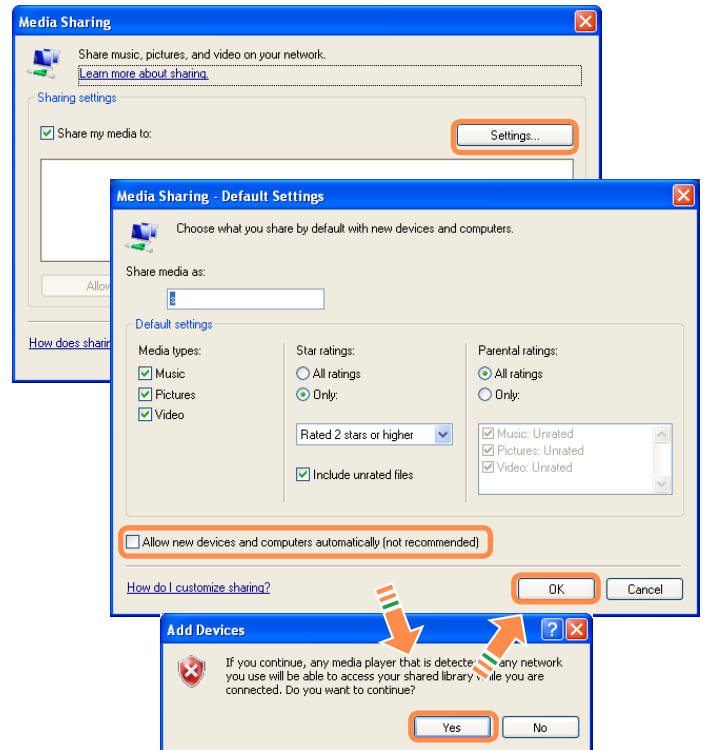 Media Sharing
Share music, pictures, and video on your network.
Learn more about sharing.
Sharing settings
Share my media to:
Settings...
Allow
How does sharin
Media Sharing - Default Settings
Choose what you share by default with new devices and computers.
Share media as:
s
Default settings
Media types:
Music
Pictures
Video
Star ratings:
All ratings
Only:
Rated 2 stars or higher
Include unrated files
Parental ratings:
All ratings
Only:
Music: Unrated
Pictures: Unrated
Video: Unrated
Allow new devices and computers automatically (not recommended)
How do I customize sharing?
OK
Cancel
Add Devices
If you continue, any media player that is detected any network
you use will be able to access your shared library while you are
connected. Do you want to continue?
Yes
No